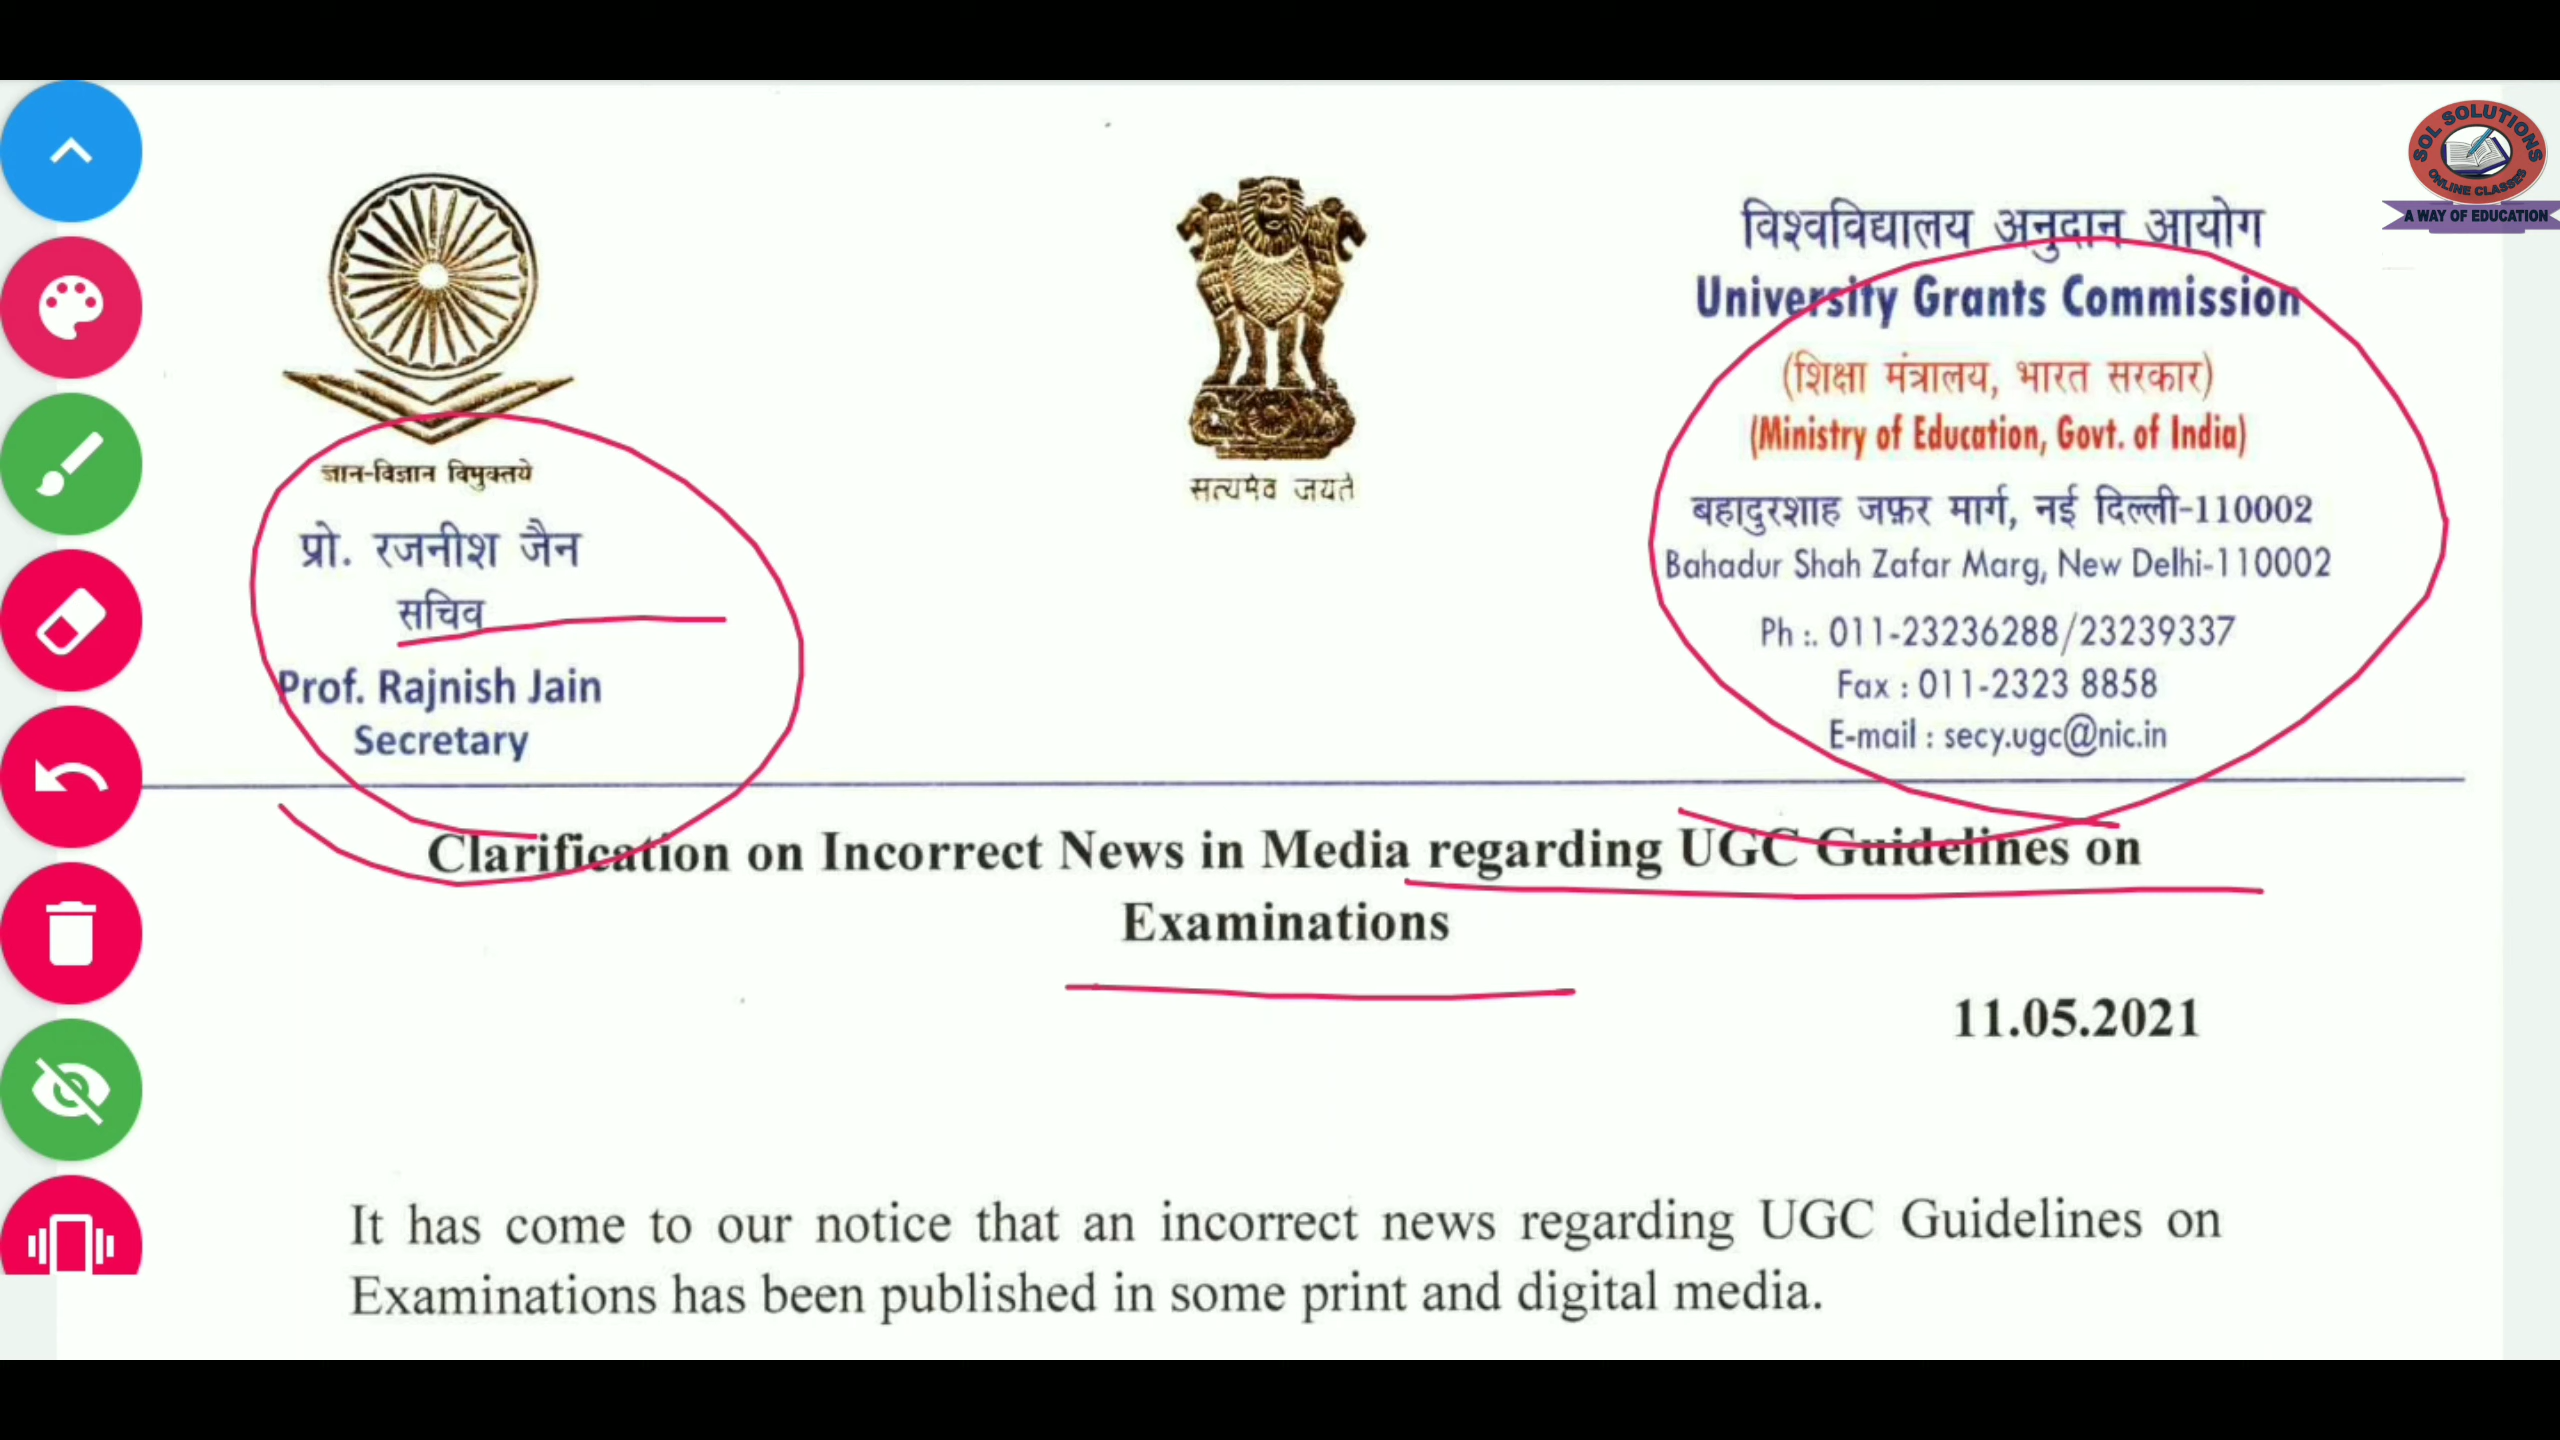 SOL SOLUTIONS
ONLINE CLASSES
A WAY OF EDUCATION
ज्ञान-विज्ञान विमुक्तये
प्रो. रजनीश जैन
सचिव
Prof. Rajnish Jain
Secretary
सत्यमेव जयते
विश्वविद्यालय अनुदान आयोग
University Grants Commission
(शिक्षा मंत्रालय, भारत सरकार)
(Ministry of Education, Govt. of India)
बहादुरशाह जफ़र मार्ग, नई दिल्ली-110002
Bahadur Shah Zafar Marg, New Delhi-110002
Ph :. 011-23236288/23239337
Fax : 011-2323 8858
E-mail : secy.ugc@nic.in
Clarification on Incorrect News in Media regarding UGC Guidelines on
Examinations
11.05.2021
It has come to our notice that an incorrect news regarding UGC Guidelines on
Examinations has been published in some print and digital media.